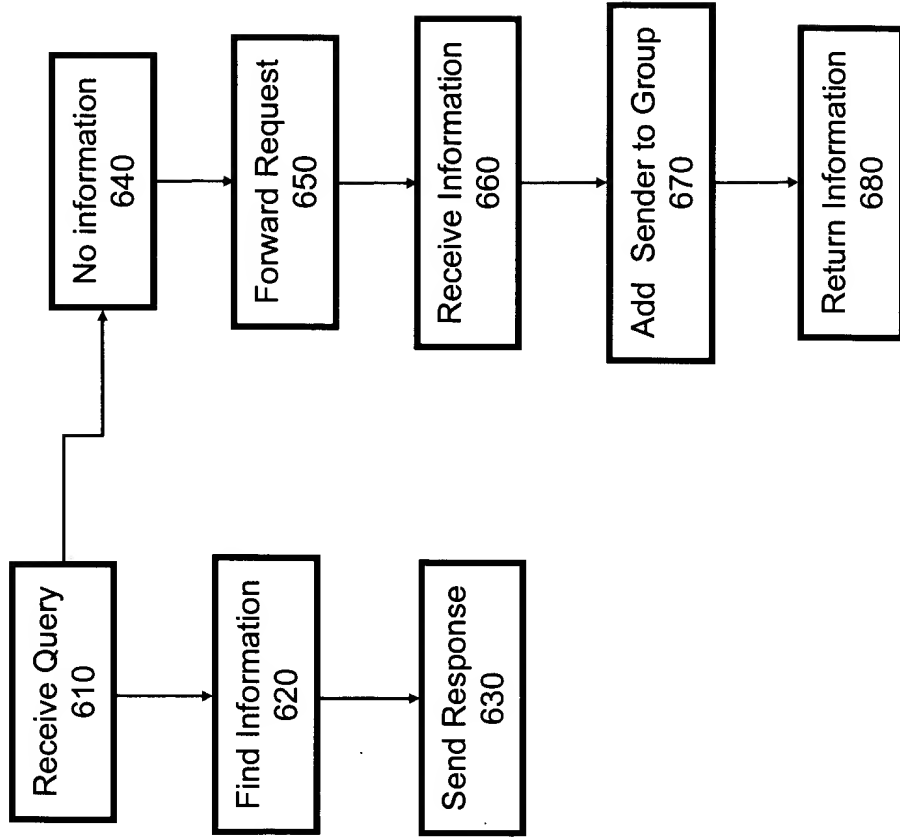 Receive Query
610
Find Information
620
Send Response
630
No information
640
Forward Request
650
Receive Information
660
Add Sender to Group
670
Return Information
680